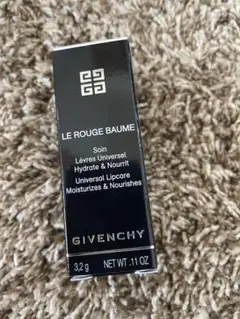 LE ROUGE BAUME
Soin
Lèvres Universel
Hydrate & Nourrit
Universal Lipcare
Moisturizes & Nourishes
GIVENCHY
3,2 g NET WT .11 OZ